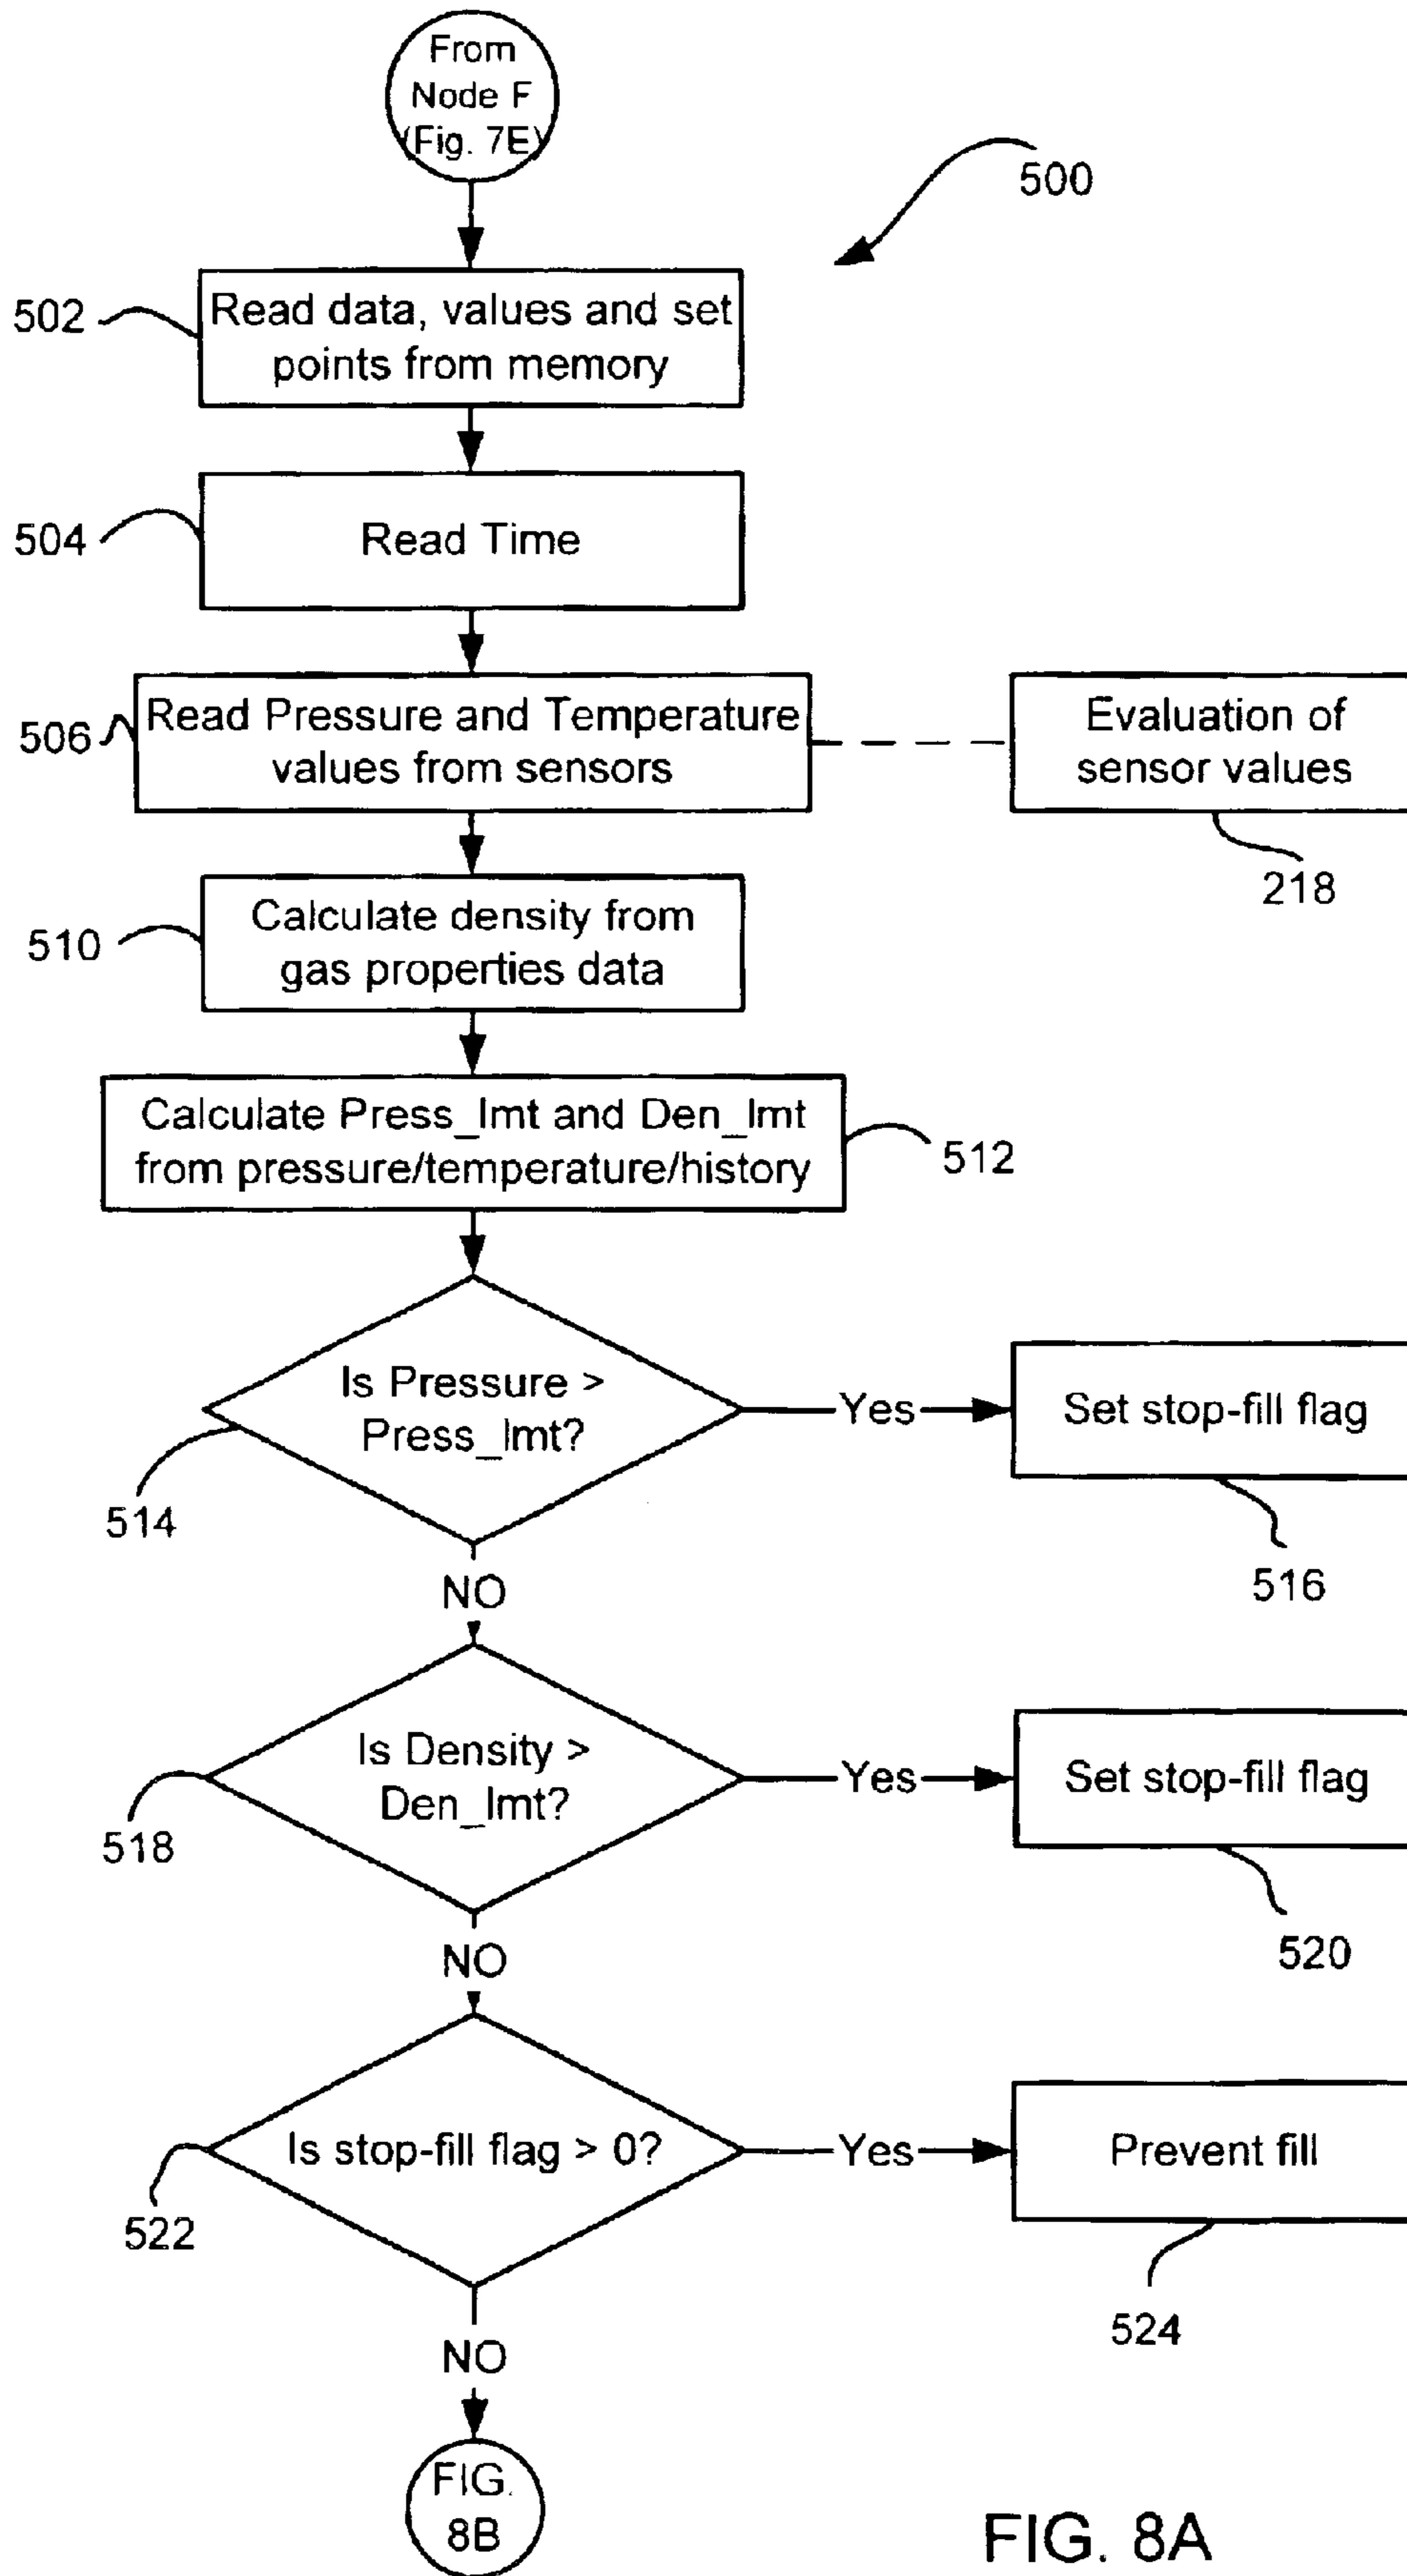 From
Node F
(Fig. 7E)
500
502
Read data, values and set
points from memory
504
Read Time
506
Read Pressure and Temperature
values from sensors
Evaluation of
sensor values
218
510
Calculate density from
gas properties data
Calculate Press_lmt and Den_lmt
from pressure/temperature/history
512
Is Pressure >
Press_lmt?
Yes
Set stop-fill flag
514
516
NO
Is Density >
Den_lmt?
Yes
Set stop-fill flag
518
520
NO
Is stop-fill flag > 0?
Yes
Prevent fill
522
524
NO
FIG.
8B
FIG. 8A